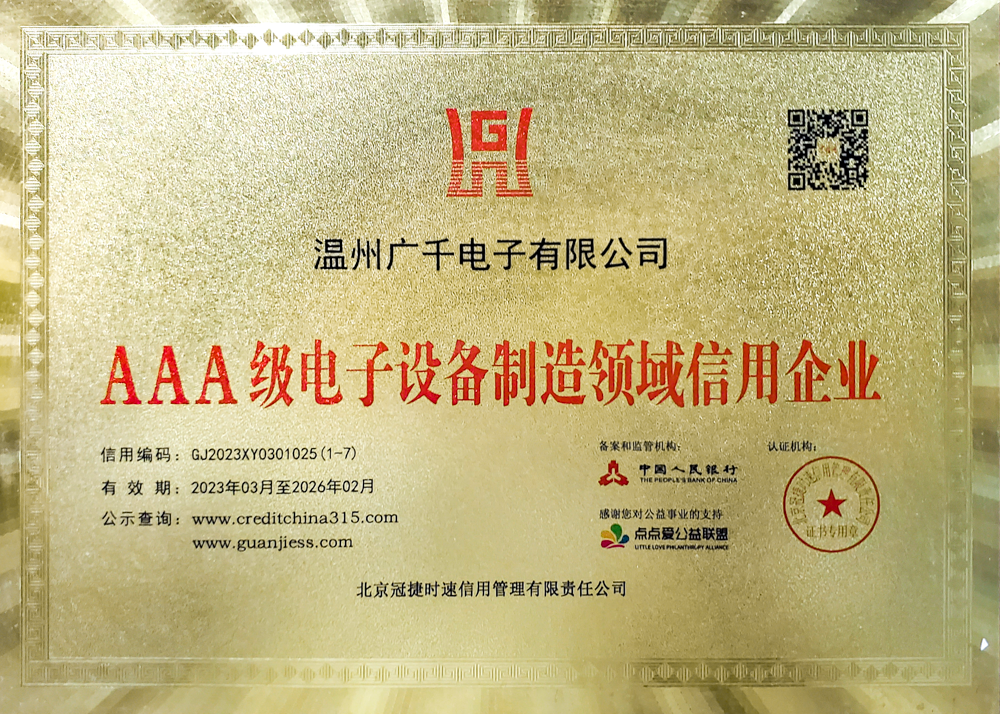 温州广千电子有限公司
AAA级电子设备制造领域信用企业
信用编码：GJ2023XY0301025(1-7)
有 效 期：2023年03月至2026年02月
公示查询：www.creditchina315.com
www.guanjiess.com
备案和监管机构：
中国人民银行
THE PEOPLE'S BANK OF CHINA
感谢您对公益事业的支持
点点爱公益联盟
LITTLE LOVE PHILANTHROPY ALLIANCE
认证机构：
证书专用章
北京冠捷时速信用管理有限责任公司